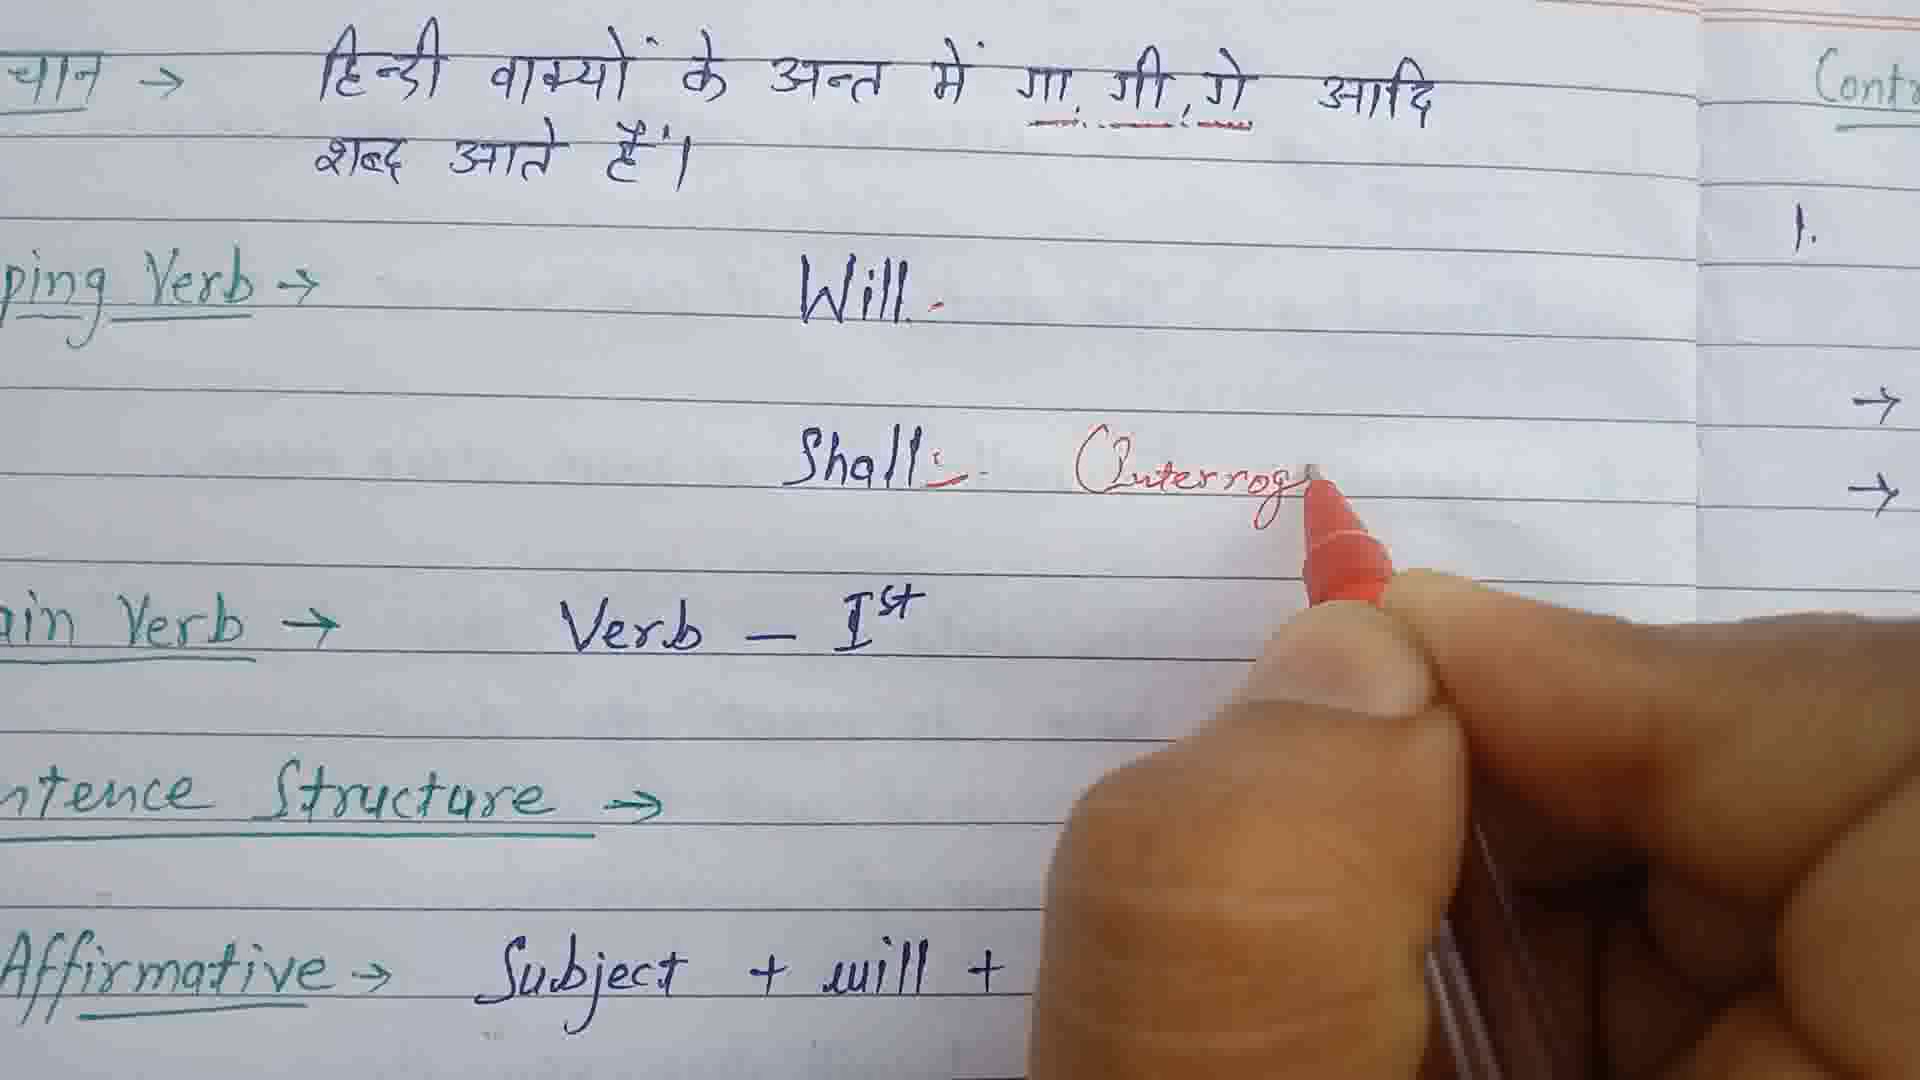 चान → हिन्दी वाक्यों के अन्त में गा, गी, गे आदि
शब्द आते हैं।
ping Verb → Will -
Shall :- (Interrog
ain Verb → Verb – Ist
ntence Structure →
Affirmative → Subject + will +
Contr
1.
→
→